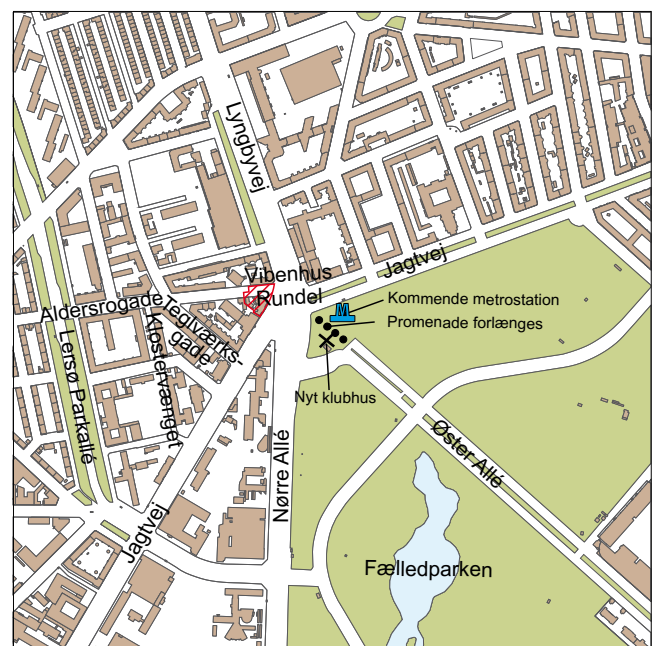 Lyngbyvej
Vibenhus
Rundel
Jagtvej
Kommende metrostation
Promenade forlænges
M
Nyt klubhus
Aldersrogade
Teglværks-
gade
Klostervænget
Lersø Parkallé
Jagtvej
Nørre Allé
Øster Allé
Fælledparken